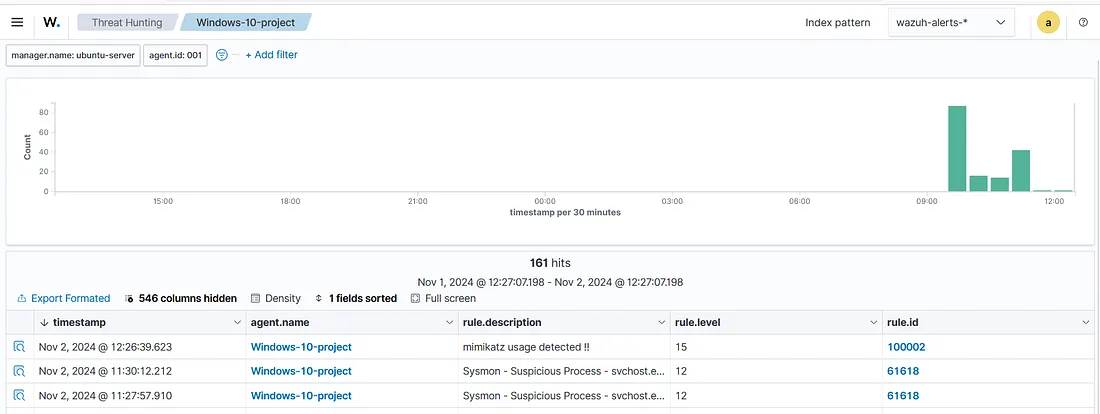 W. Threat Hunting Windows-10-project Index pattern wazuh-alerts-* a
manager.name: ubuntu-server agent.id: 001 + Add filter
Count
80
60
40
20
0
15:00 18:00 21:00 00:00 03:00 06:00 09:00 12:00
timestamp per 30 minutes
161 hits
Nov 1, 2024 @ 12:27:07.198 - Nov 2, 2024 @ 12:27:07.198
Export Formated 546 columns hidden Density 1 fields sorted Full screen
timestamp agent.name rule.description rule.level rule.id
Nov 2, 2024 @ 12:26:39.623 Windows-10-project mimikatz usage detected !! 15 100002
Nov 2, 2024 @ 11:30:12.212 Windows-10-project Sysmon - Suspicious Process - svchost.e... 12 61618
Nov 2, 2024 @ 11:27:57.910 Windows-10-project Sysmon - Suspicious Process - svchost.e... 12 61618